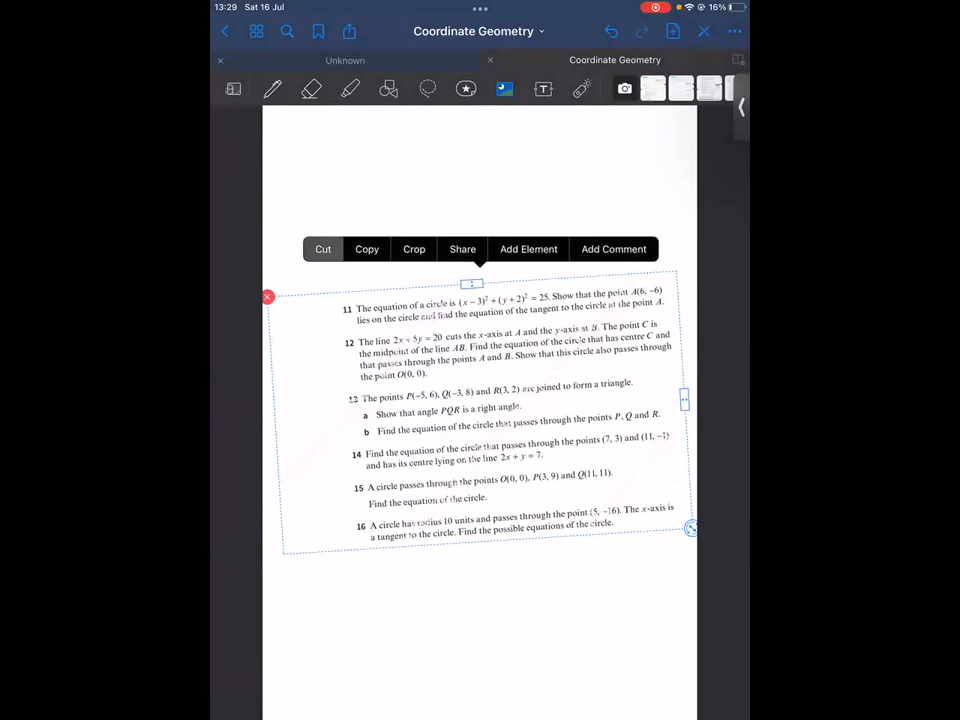 13:29 Sat 16 Jul
16%
Coordinate Geometry
Unknown
Coordinate Geometry
T
Cut Copy Crop Share Add Element Add Comment
11 The equation of a circle is (x − 3)² + (y + 2)² = 25. Show that the point A(6, −6)
lies on the circle and find the equation of the tangent to the circle at the point A.
12 The line 2x + 5y = 20 cuts the x-axis at A and the y-axis at B. The point C is
the midpoint of the line AB. Find the equation of the circle that has centre C and
that passes through the points A and B. Show that this circle also passes through
the point O(0, 0).
13 The points P(−5, 6), Q(−3, 8) and R(3, 2) are joined to form a triangle.
a Show that angle PQR is a right angle.
b Find the equation of the circle that passes through the points P, Q and R.
14 Find the equation of the circle that passes through the points (7, 3) and (11, −1)
and has its centre lying on the line 2x + y = 7.
15 A circle passes through the points O(0, 0), P(3, 9) and Q(11, 11).
Find the equation of the circle.
16 A circle has radius 10 units and passes through the point (5, −16). The x-axis is
a tangent to the circle. Find the possible equations of the circle.